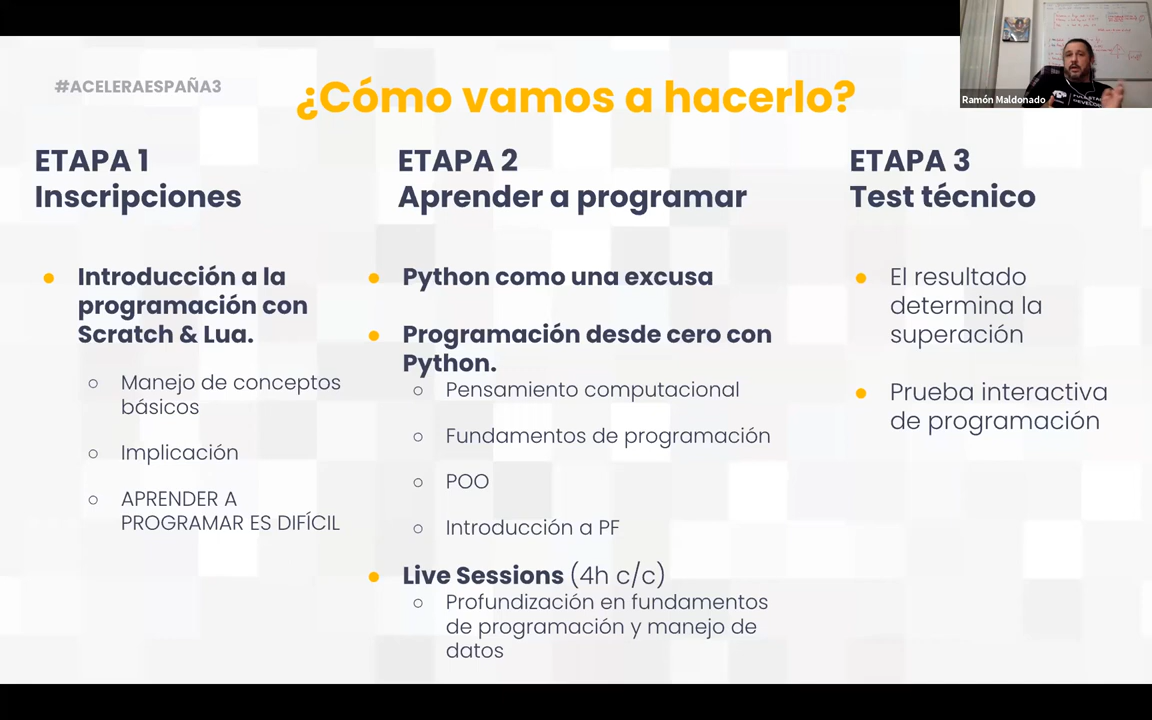 #ACELERAESPAÑA3
¿Cómo vamos a hacerlo?
Ramón Maldonado
ETAPA 1
Inscripciones
Introducción a la
programación con
Scratch & Lua.
Manejo de conceptos
básicos
Implicación
APRENDER A
PROGRAMAR ES DIFÍCIL
ETAPA 2
Aprender a programar
Python como una excusa
Programación desde cero con
Python.
Pensamiento computacional
Fundamentos de programación
POO
Introducción a PF
Live Sessions (4h c/c)
Profundización en fundamentos
de programación y manejo de
datos
ETAPA 3
Test técnico
El resultado
determina la
superación
Prueba interactiva
de programación